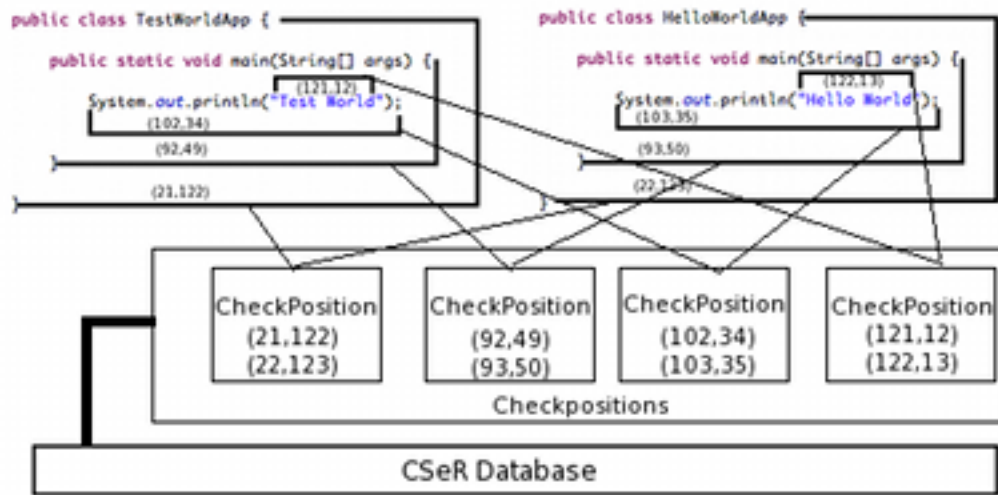 public class TestWorldApp {
public static void main(String[] args) {
(121,12)
System.out.println("Test World");
(102,34)
(92,49)
}
(21,122)
}
public class HelloWorldApp {
public static void main(String[] args) {
(122,13)
System.out.println("Hello World");
(103,35)
(93,50)
}
(22,123)
}
CheckPosition
(21,122)
(22,123)
CheckPosition
(92,49)
(93,50)
CheckPosition
(102,34)
(103,35)
CheckPosition
(121,12)
(122,13)
Checkpositions
CSeR Database